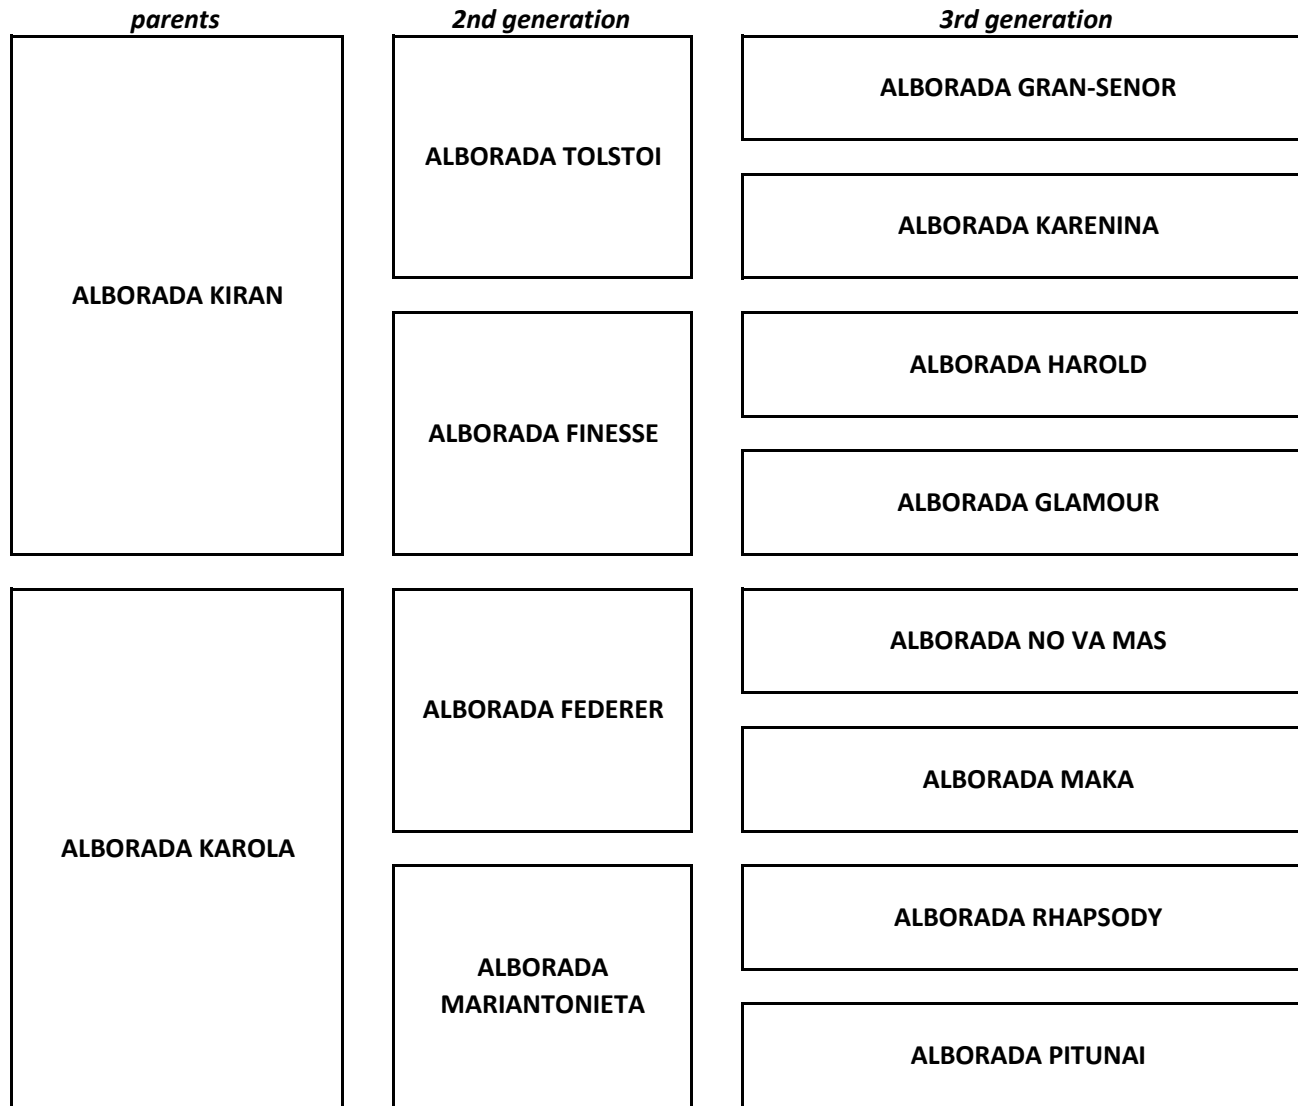 parents
2nd generation
3rd generation
ALBORADA KIRAN
ALBORADA TOLSTOI
ALBORADA GRAN-SENOR
ALBORADA KARENINA
ALBORADA FINESSE
ALBORADA HAROLD
ALBORADA GLAMOUR
ALBORADA KAROLA
ALBORADA FEDERER
ALBORADA NO VA MAS
ALBORADA MAKA
ALBORADA
MARIANTONIETA
ALBORADA RHAPSODY
ALBORADA PITUNAI